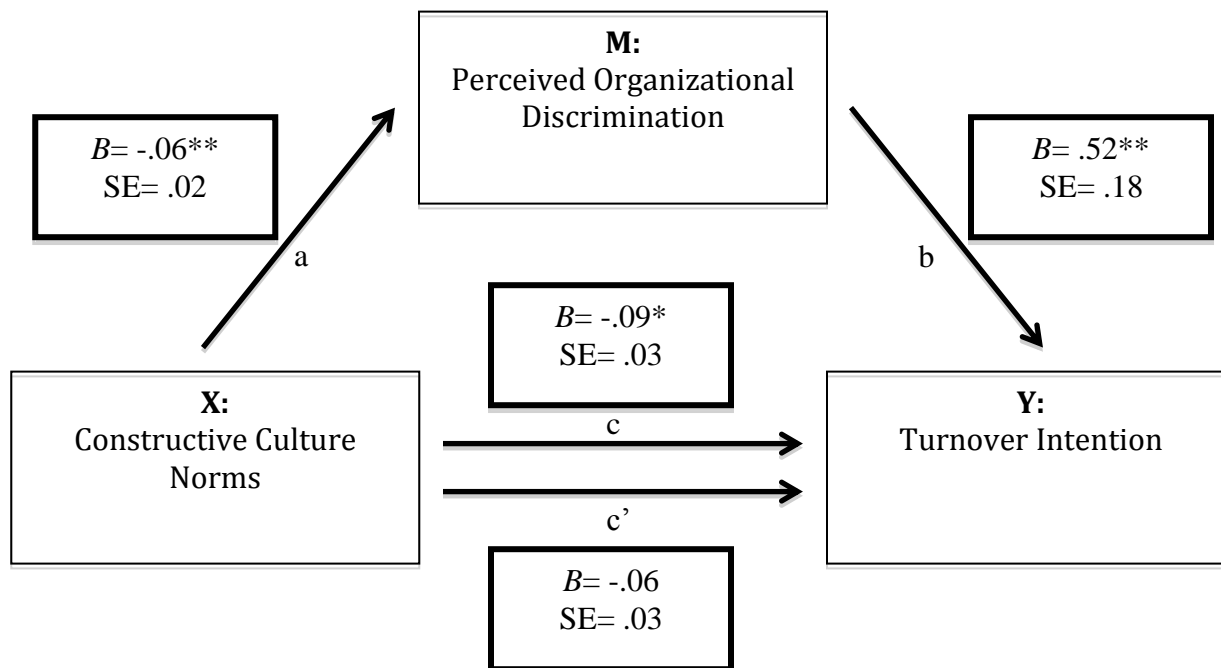 M:
Perceived Organizational
Discrimination
B= -.06**
SE= .02
B= .52**
SE= .18
a
b
B= -.09*
SE= .03
c
X:
Constructive Culture
Norms
Y:
Turnover Intention
c’
B= -.06
SE= .03